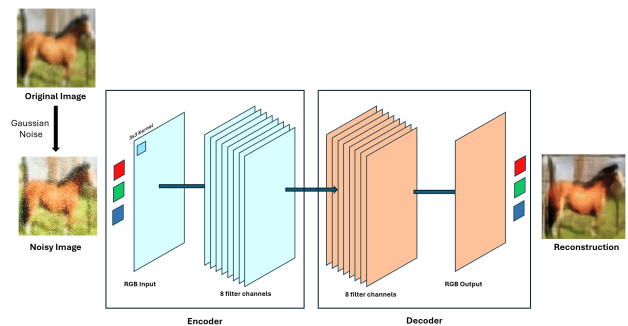 Original Image
Gaussian
Noise
Noisy Image
3x3 Kernel
RGB Input
8 filter channels
Encoder
8 filter channels
RGB Output
Decoder
Reconstruction